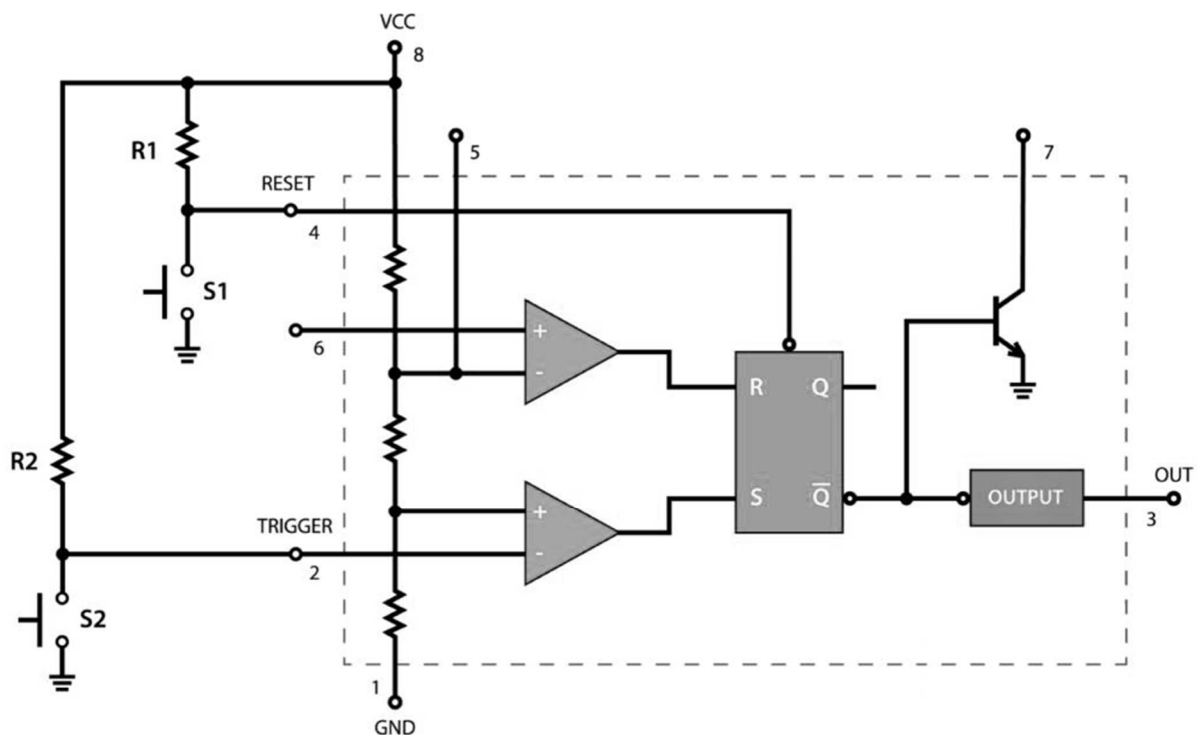 VCC
8
R1
5
7
RESET
4
S1
+
6
-
R Q
R2
OUT
S Q̅
OUTPUT
3
+
TRIGGER
-
2
S2
1
GND